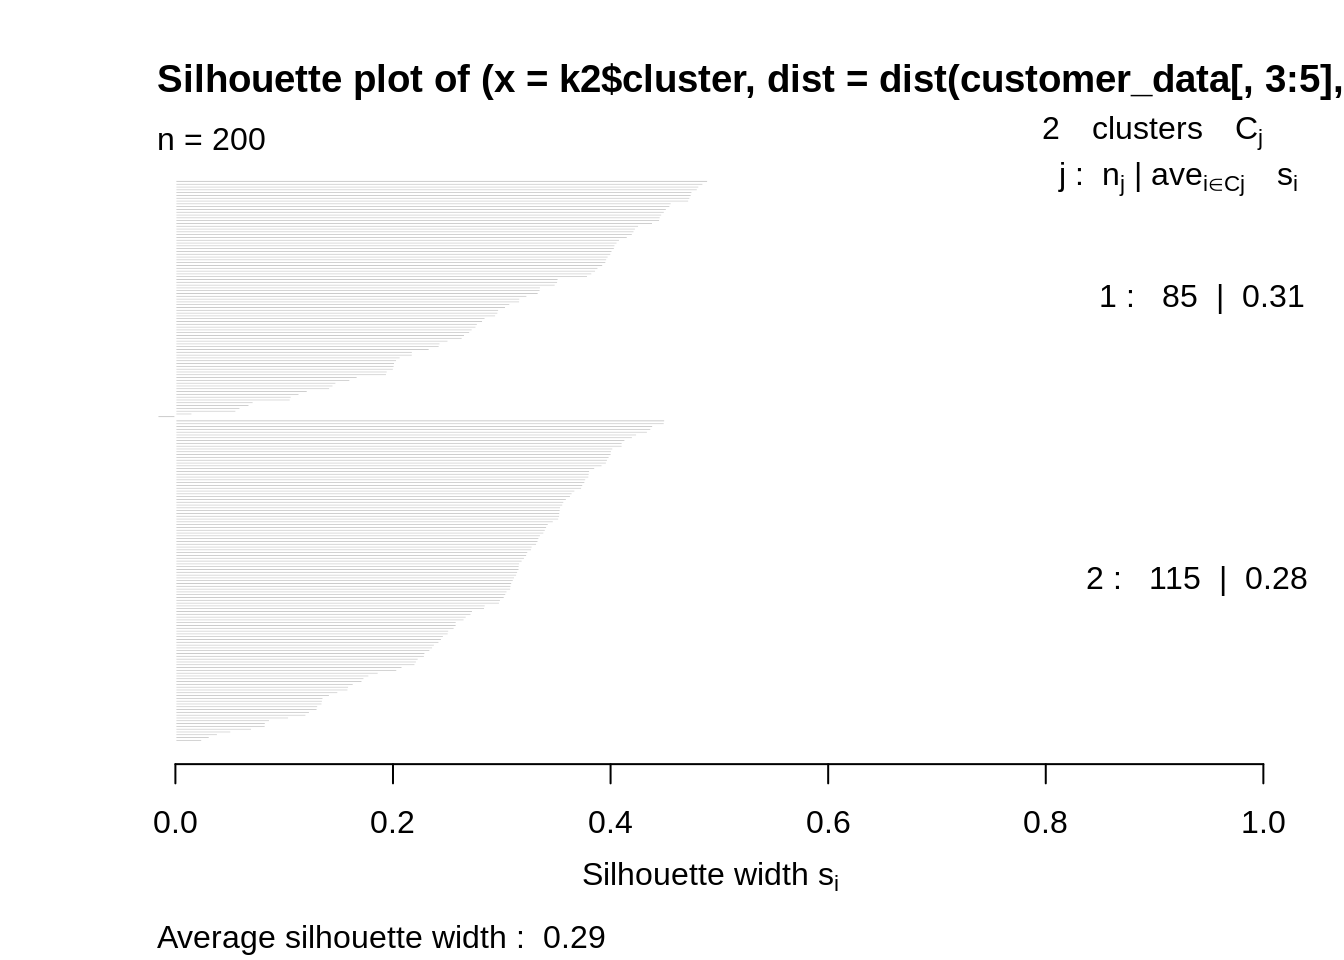 Silhouette plot of (x = k2$cluster, dist = dist(customer_data[, 3:5],
n = 200
2 clusters Cj
j : nj | avei∈Cj si
1 : 85 | 0.31
2 : 115 | 0.28
0.0 0.2 0.4 0.6 0.8 1.0
Silhouette width si
Average silhouette width : 0.29